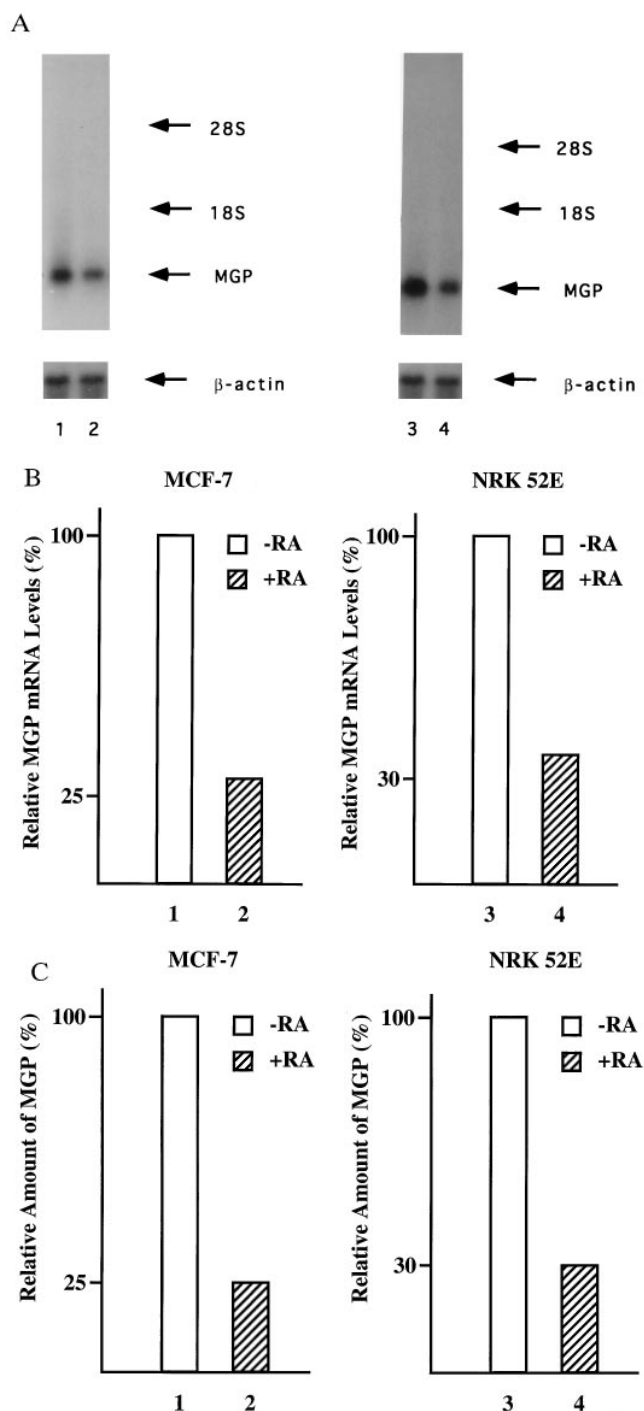 A
28S
18S
MGP
β-actin
1 2
28S
18S
MGP
β-actin
3 4
B
MCF-7
Relative MGP mRNA Levels (%)
100
25
-RA
+RA
1 2
NRK 52E
Relative MGP mRNA Levels (%)
100
30
-RA
+RA
3 4
C
MCF-7
Relative Amount of MGP (%)
100
25
-RA
+RA
1 2
NRK 52E
Relative Amount of MGP (%)
100
30
-RA
+RA
3 4